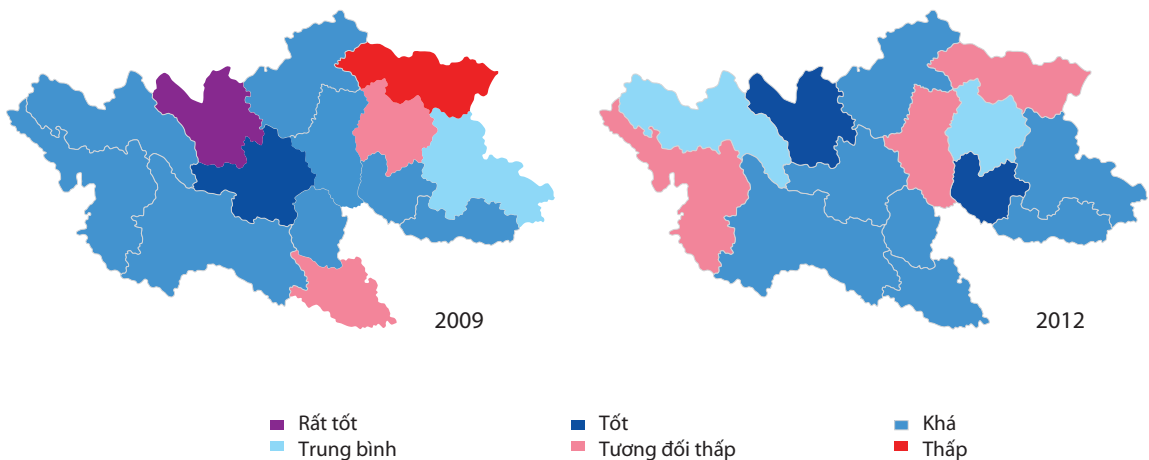 2009
2012
Rất tốt
Tốt
Khá
Trung bình
Tương đối thấp
Thấp